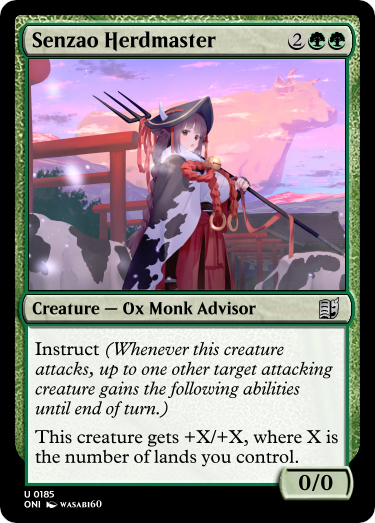 Senzao Herdmaster 2
Creature — Ox Monk Advisor
Instruct (Whenever this creature
attacks, up to one other target attacking
creature gains the following abilities
until end of turn.)
This creature gets +X/+X, where X is
the number of lands you control.
0/0
U 0185
ONI WASABI60